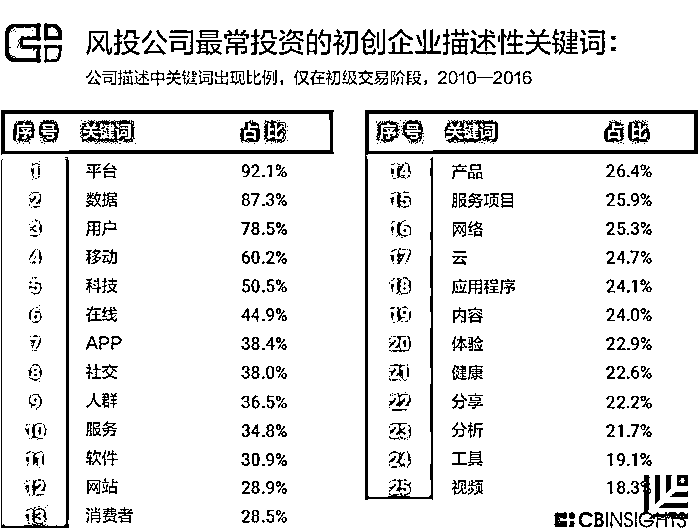 风投公司最常投资的初创企业描述性关键词：
公司描述中关键词出现比例，仅在初级交易阶段，2010—2016
序号 关键词 占比
1 平台 92.1%
2 数据 87.3%
3 用户 78.5%
4 移动 60.2%
5 科技 50.5%
6 在线 44.9%
7 APP 38.4%
8 社交 38.0%
9 人群 36.5%
10 服务 34.8%
11 软件 30.9%
12 网站 28.9%
13 消费者 28.5%
序号 关键词 占比
14 产品 26.4%
15 服务项目 25.9%
16 网络 25.3%
17 云 24.7%
18 应用程序 24.1%
19 内容 24.0%
20 体验 22.9%
21 健康 22.6%
22 分享 22.2%
23 分析 21.7%
24 工具 19.1%
25 视频 18.3%
CBINSIGHTS